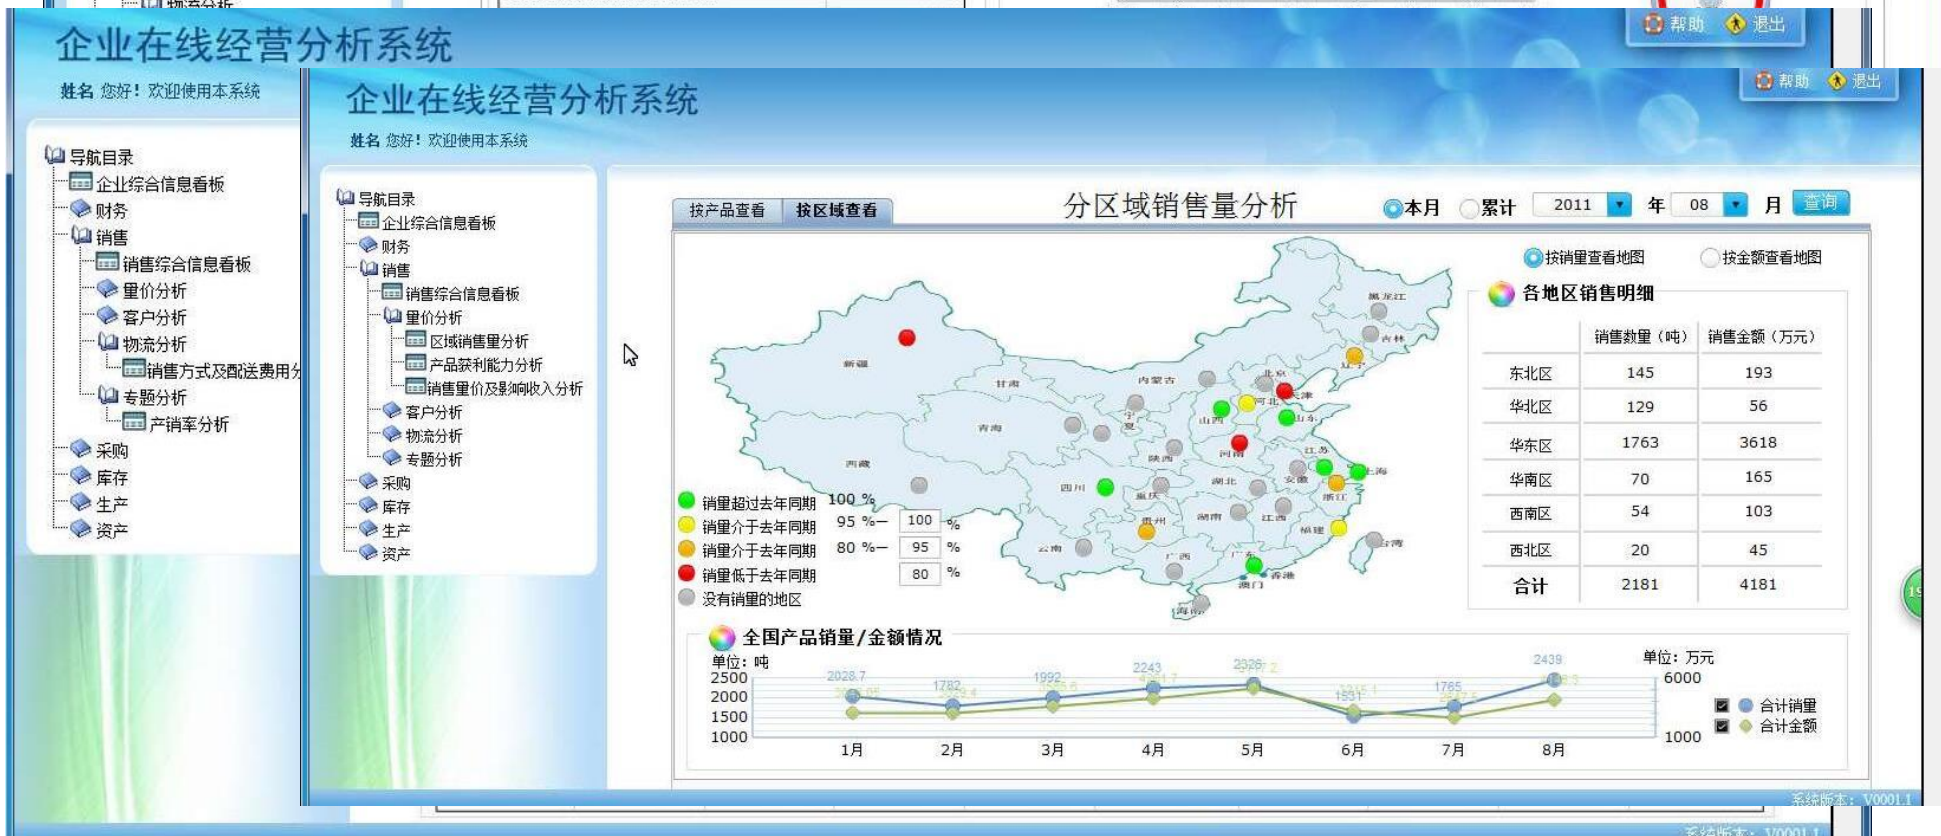 物流分析
企业在线经营分析系统
帮助 退出
姓名 您好！欢迎使用本系统
导航目录
企业综合信息看板
财务
销售
销售综合信息看板
量价分析
客户分析
物流分析
销售方式及配送费用分
专题分析
产销率分析
采购
库存
生产
资产
企业在线经营分析系统
帮助 退出
姓名 您好！欢迎使用本系统
导航目录
企业综合信息看板
财务
销售
销售综合信息看板
量价分析
区域销售量分析
产品获利能力分析
销售量价及影响收入分析
客户分析
物流分析
专题分析
采购
库存
生产
资产
按产品查看 按区域查看 分区域销售量分析 本月 累计 2011 年 08 月 查询
按销量查看地图 按金额查看地图
黑龙江
吉林
辽宁
新疆
甘肃
内蒙古
北京
天津
河北
宁夏
山西
山东
青海
陕西
河南
江苏
西藏
上海
四川
重庆
湖北
安徽
浙江
贵州
湖南
江西
福建
云南
广西
广东
台湾
澳门
香港
海南
销量超过去年同期 100 %
销量介于去年同期 95 %— 100 %
销量介于去年同期 80 %— 95 %
销量低于去年同期 80 %
没有销量的地区
各地区销售明细
销售数量（吨） 销售金额（万元）
东北区 145 193
华北区 129 56
华东区 1763 3618
华南区 70 165
西南区 54 103
西北区 20 45
合计 2181 4181
全国产品销量/金额情况
单位：吨 单位：万元
2500 2000 1500 1000
2028.7 1782 1992 2243 2326 1531 1765 2439
6000 1000
合计销量
合计金额
1月 2月 3月 4月 5月 6月 7月 8月
系统版本：V0001.1
系统版本：V0001.1